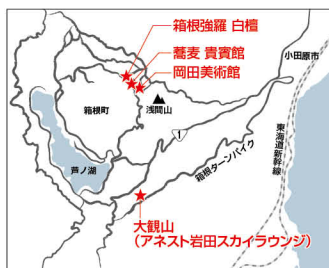 箱根強羅 白檀
蕎麦 貴賓館
岡田美術館
小田原市
箱根町
浅間山
東海道新幹線
1
芦ノ湖
箱根ターンパイク
大観山
(アネスト岩田スカイラウンジ)